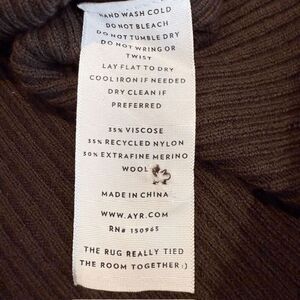 HAND WASH COLD
DO NOT BLEACH
DO NOT TUMBLE DRY
DO NOT WRING OR
TWIST
LAY FLAT TO DRY
COOL IRON IF NEEDED
DRY CLEAN IF
PREFERRED
35% VISCOSE
35% RECYCLED NYLON
30% EXTRAFINE MERINO
WOOL
MADE IN CHINA
WWW.AYR.COM
RN# 150965
THE RUG REALLY TIED
THE ROOM TOGETHER :)